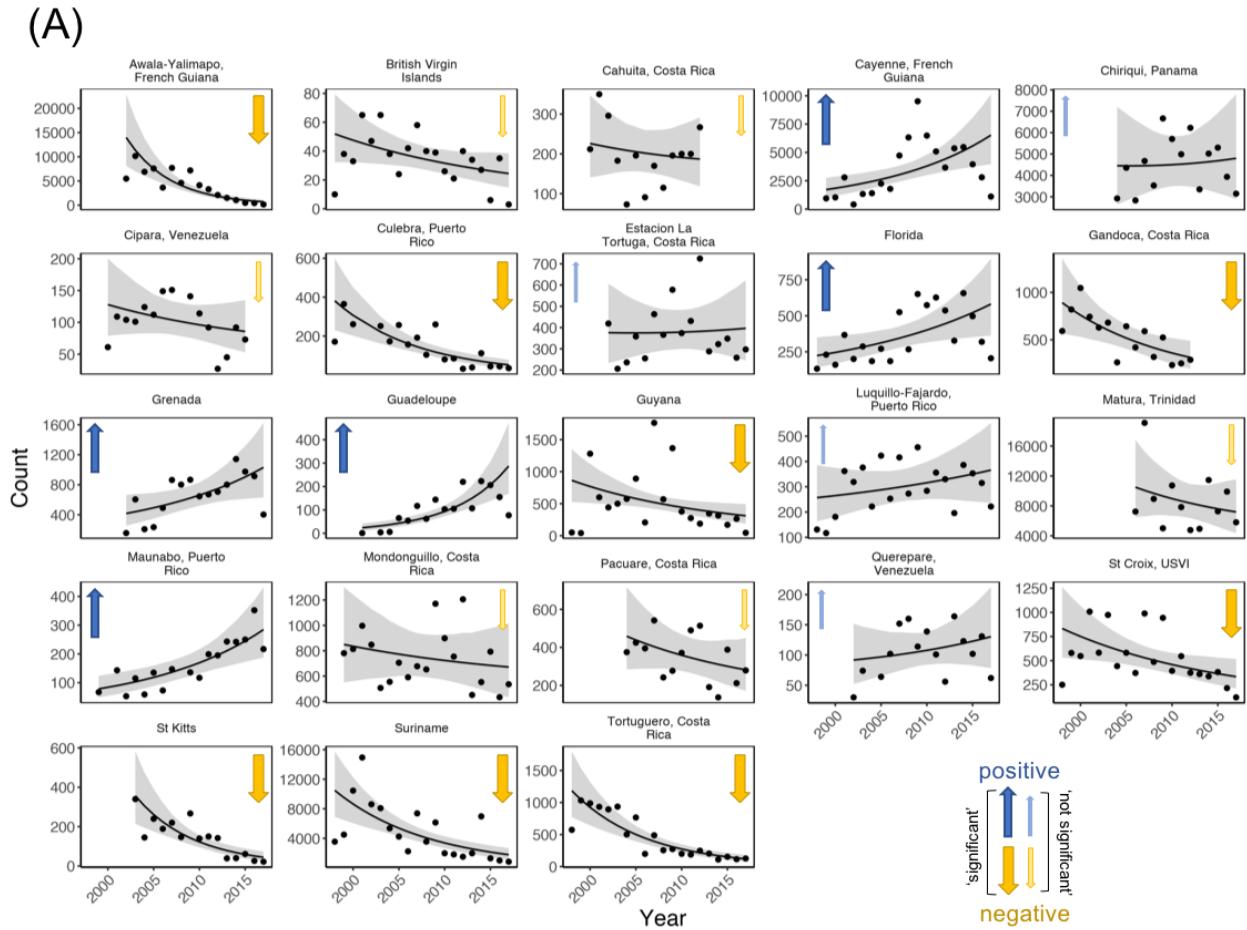 (A)
Awala-Yalimapo,
French Guiana
British Virgin
Islands
Cahuita, Costa Rica
Cayenne, French
Guiana
Chiriqui, Panama
20000
15000
10000
5000
0
80
60
40
20
0
300
200
100
10000
7500
5000
2500
0
8000
7000
6000
5000
4000
3000
Cipara, Venezuela
Culebra, Puerto
Rico
Estacion La
Tortuga, Costa Rica
Florida
Gandoca, Costa Rica
200
150
100
50
600
400
200
700
600
500
400
300
200
750
500
250
1000
500
Grenada
Guadeloupe
Guyana
Luquillo-Fajardo,
Puerto Rico
Matura, Trinidad
1600
1200
800
400
400
300
200
100
0
1500
1000
500
0
500
400
300
200
100
16000
12000
8000
4000
Count
Maunabo, Puerto
Rico
Mondonguillo, Costa
Rica
Pacuare, Costa Rica
Querepare,
Venezuela
St Croix, USVI
400
300
200
100
1200
1000
800
600
400
600
400
200
200
150
100
50
1250
1000
750
500
250
2000
2005
2010
2015
2000
2005
2010
2015
St Kitts
Suriname
Tortuguero, Costa
Rica
600
400
200
0
16000
12000
8000
4000
1500
1000
500
0
2000
2005
2010
2015
2000
2005
2010
2015
2000
2005
2010
2015
Year
positive
'significant'
'not significant'
negative